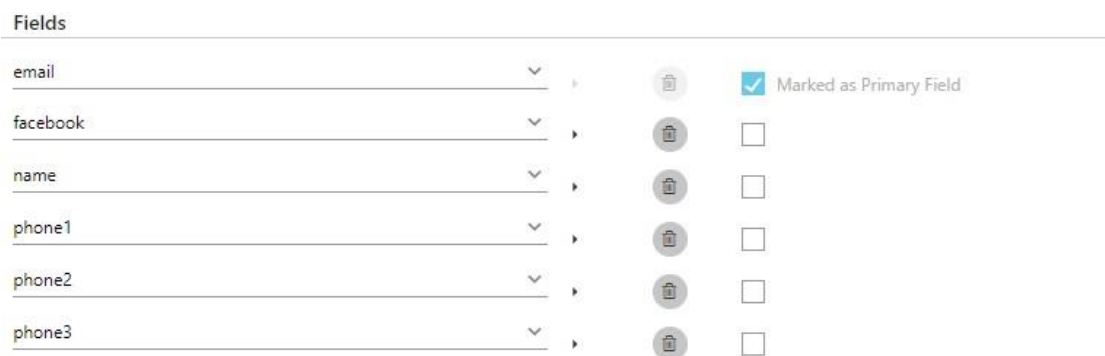 Fields
email
Marked as Primary Field
facebook
name
phone1
phone2
phone3